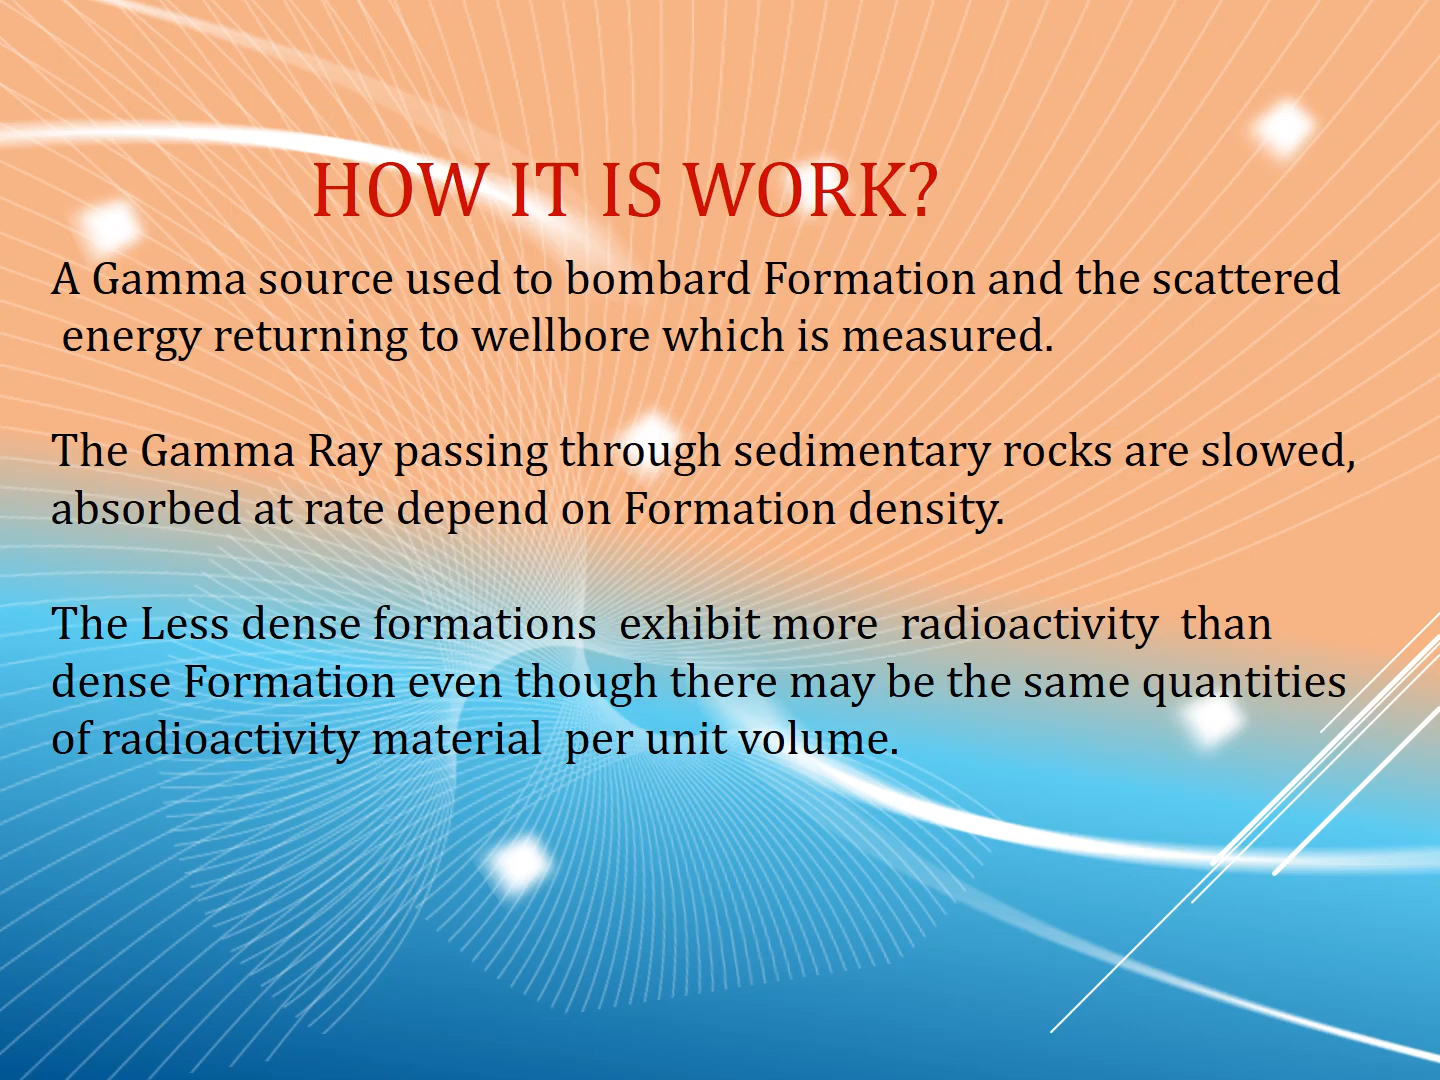 HOW IT IS WORK?
A Gamma source used to bombard Formation and the scattered
energy returning to wellbore which is measured.
The Gamma Ray passing through sedimentary rocks are slowed,
absorbed at rate depend on Formation density.
The Less dense formations  exhibit more  radioactivity  than
dense Formation even though there may be the same quantities
of radioactivity material  per unit volume.